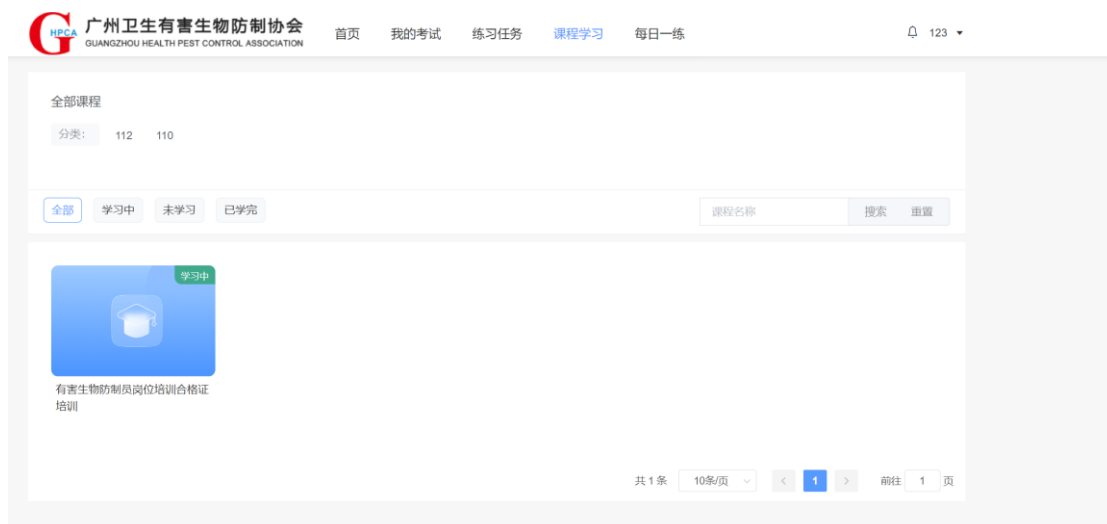 HPCA
广州卫生有害生物防制协会
GUANGZHOU HEALTH PEST CONTROL ASSOCIATION
首页 我的考试 练习任务 课程学习 每日一练 123
全部课程
分类： 112 110
全部 学习中 未学习 已学完 课程名称 搜索 重置
学习中
有害生物防制员岗位培训合格证
培训
共 1 条 10条/页 < 1 > 前往 1 页